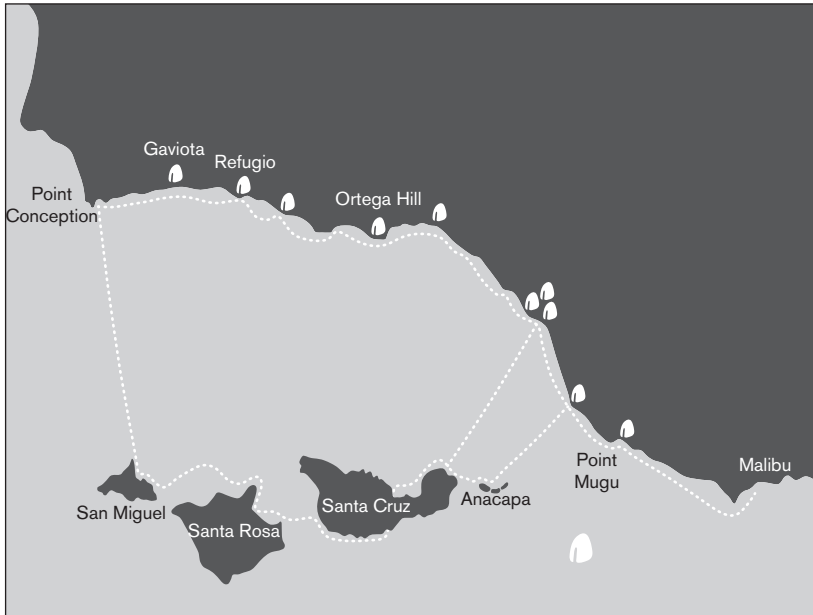 Gaviota
Refugio
Point
Conception
Ortega Hill
Point
Mugu
Malibu
San Miguel
Santa Rosa
Santa Cruz
Anacapa